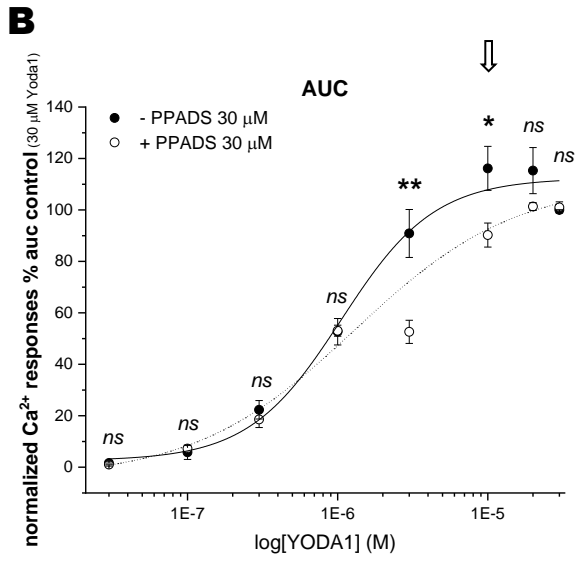 B
AUC
- PPADS 30 μM
+ PPADS 30 μM
normalized Ca²⁺ responses % auc control (30 μM Yoda1)
140
120
100
80
60
40
20
0
ns
ns
ns
ns
**
*
ns
ns
1E-7
1E-6
1E-5
log[YODA1] (M)